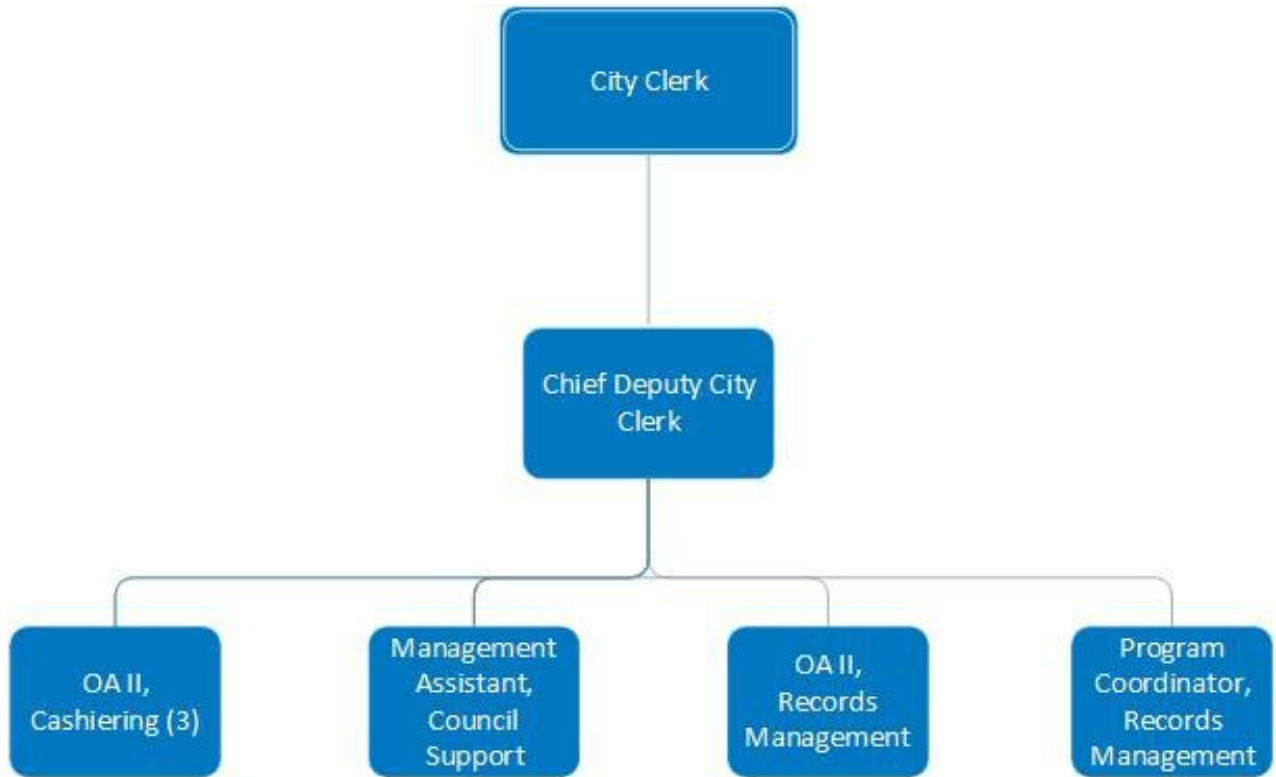 City Clerk
Chief Deputy City
Clerk
OA II,
Cashiering (3)
Management
Assistant,
Council
Support
OA II,
Records
Management
Program
Coordinator,
Records
Management